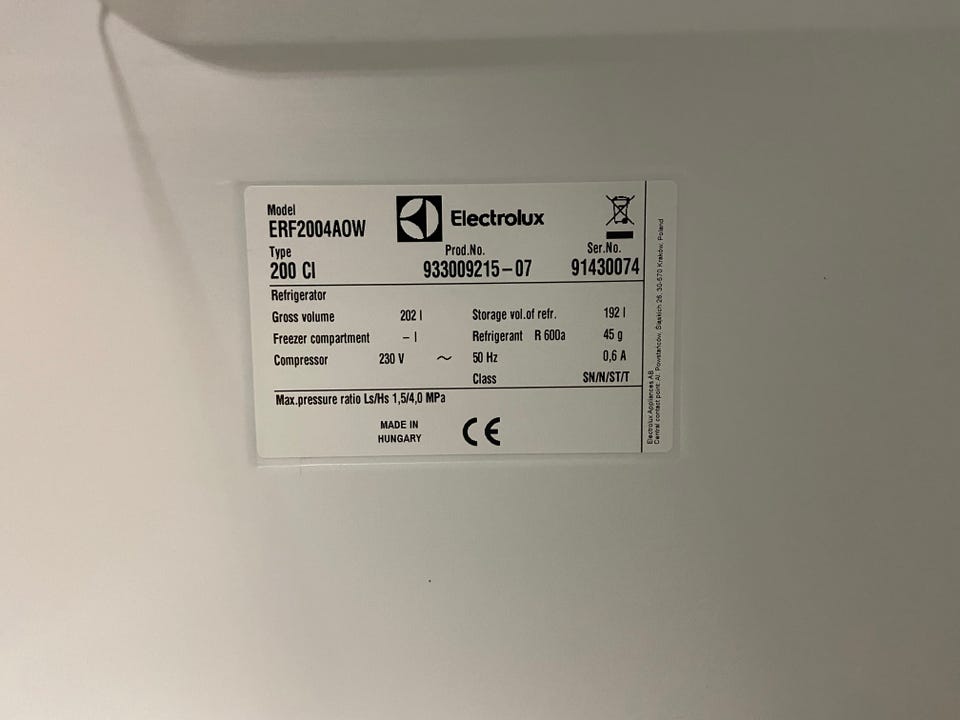 Model
ERF2004AOW
Electrolux
Type
200 CI
Prod.No.
933009215-07
Ser.No.
91430074
Refrigerator
Gross volume 202 l Storage vol.of refr. 192 l
Freezer compartment - l Refrigerant R 600a 45 g
Compressor 230 V ~ 50 Hz 0,6 A
Class SN/N/ST/T
Max.pressure ratio Ls/Hs 1,5/4,0 MPa
MADE IN
HUNGARY
CE
Electrolux Appliances AB
Central contact point: Al. Powstańców Śląskich 26, 30-570 Kraków, Poland